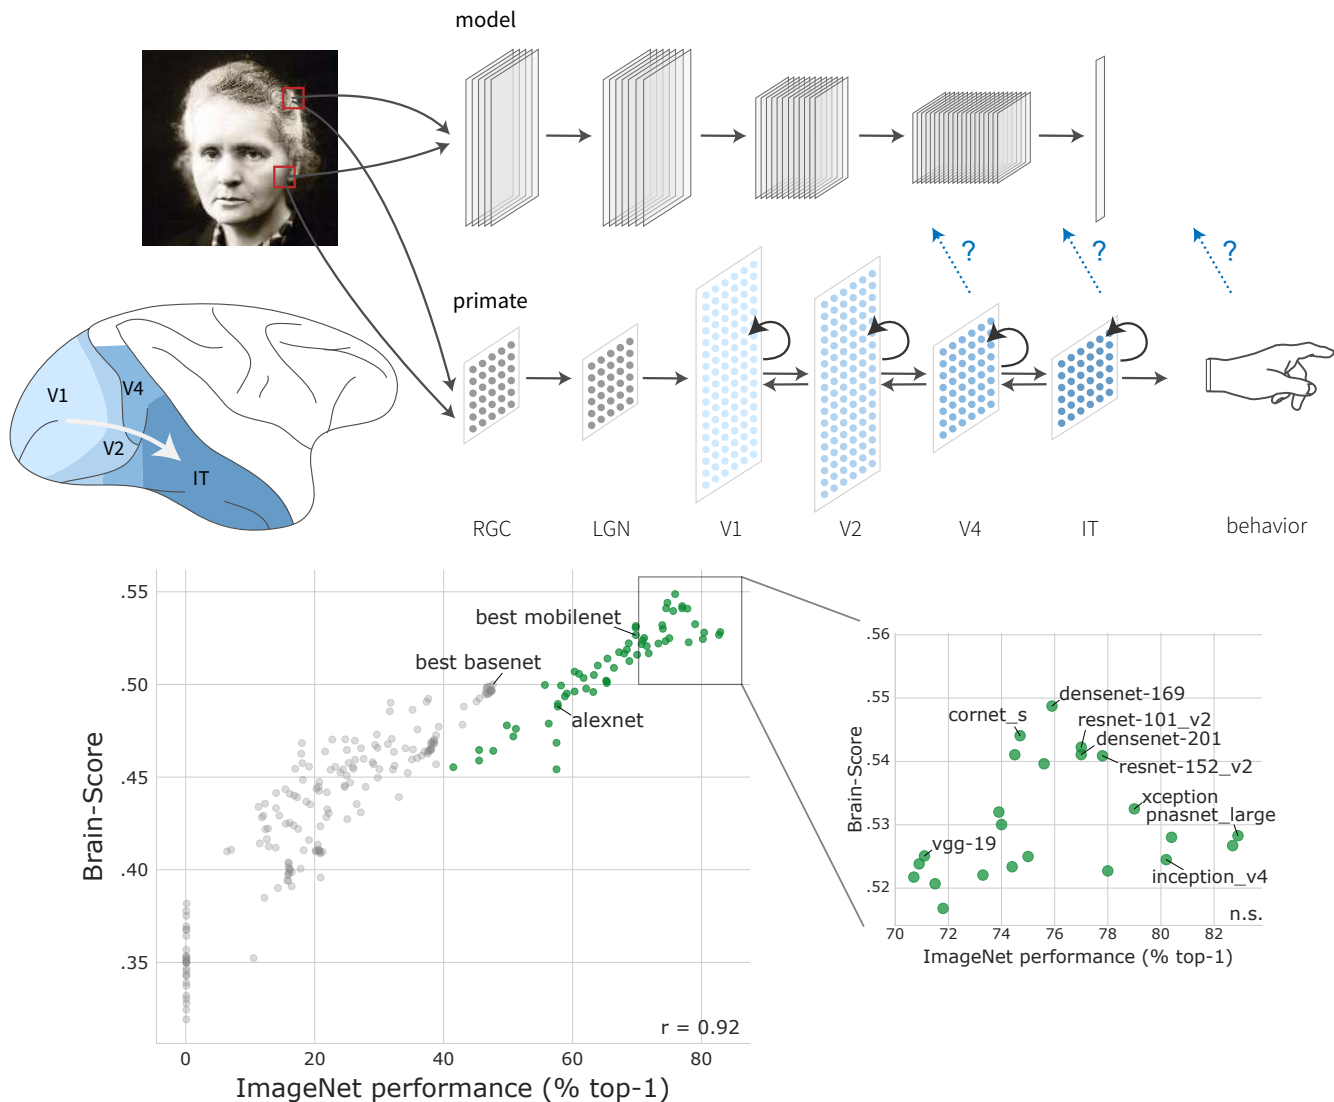 model
primate
?
?
?
V1
V4
V2
IT
RGC
LGN
V1
V2
V4
IT
behavior
Brain-Score
.55
.50
.45
.40
.35
best mobilenet
best basenet
alexnet
r = 0.92
0
20
40
60
80
ImageNet performance (% top-1)
Brain-Score
.56
.55
.54
.53
.52
densenet-169
cornet_s
resnet-101_v2
densenet-201
resnet-152_v2
xception
pnasnet_large
vgg-19
inception_v4
n.s.
70
72
74
76
78
80
82
ImageNet performance (% top-1)